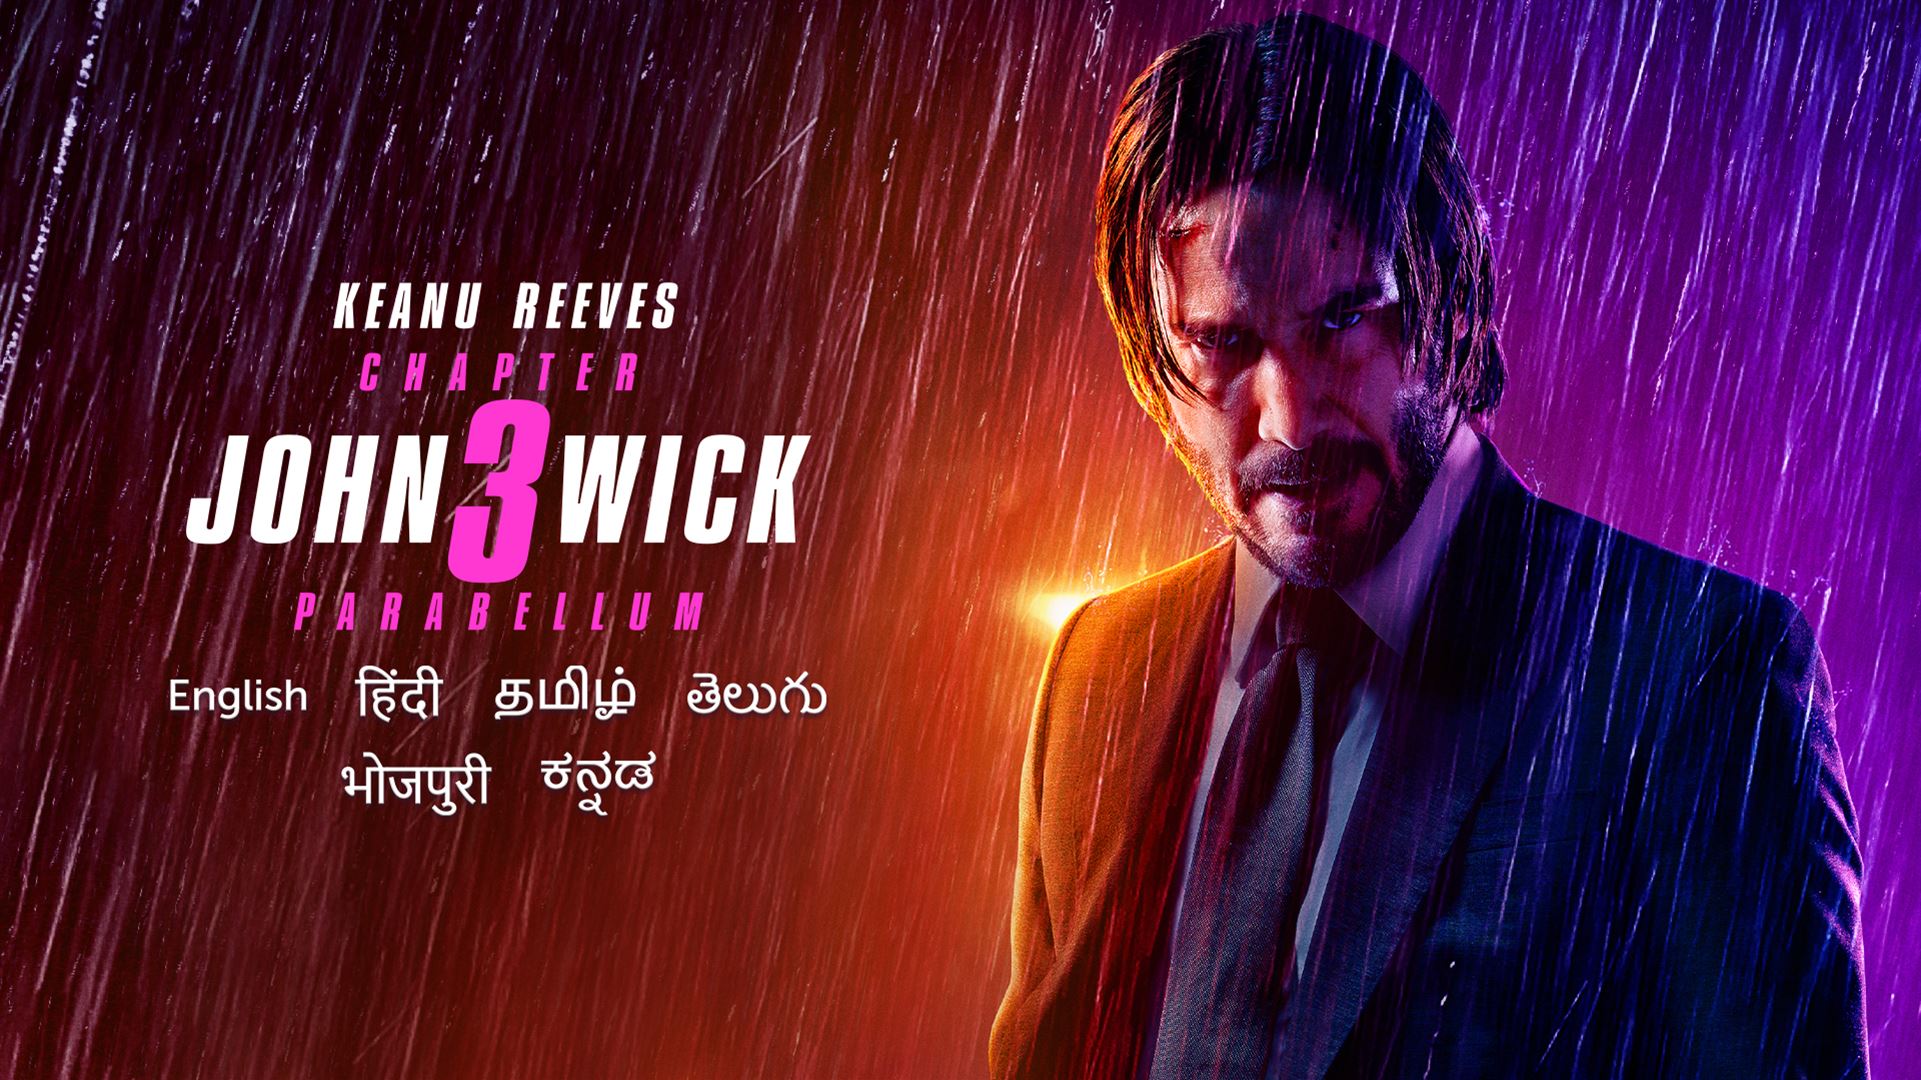 KEANU REEVES
CHAPTER
JOHN 3 WICK
PARABELLUM
English हिंदी தமிழ் తెలుగు
भोजपुरी ಕನ್ನಡ